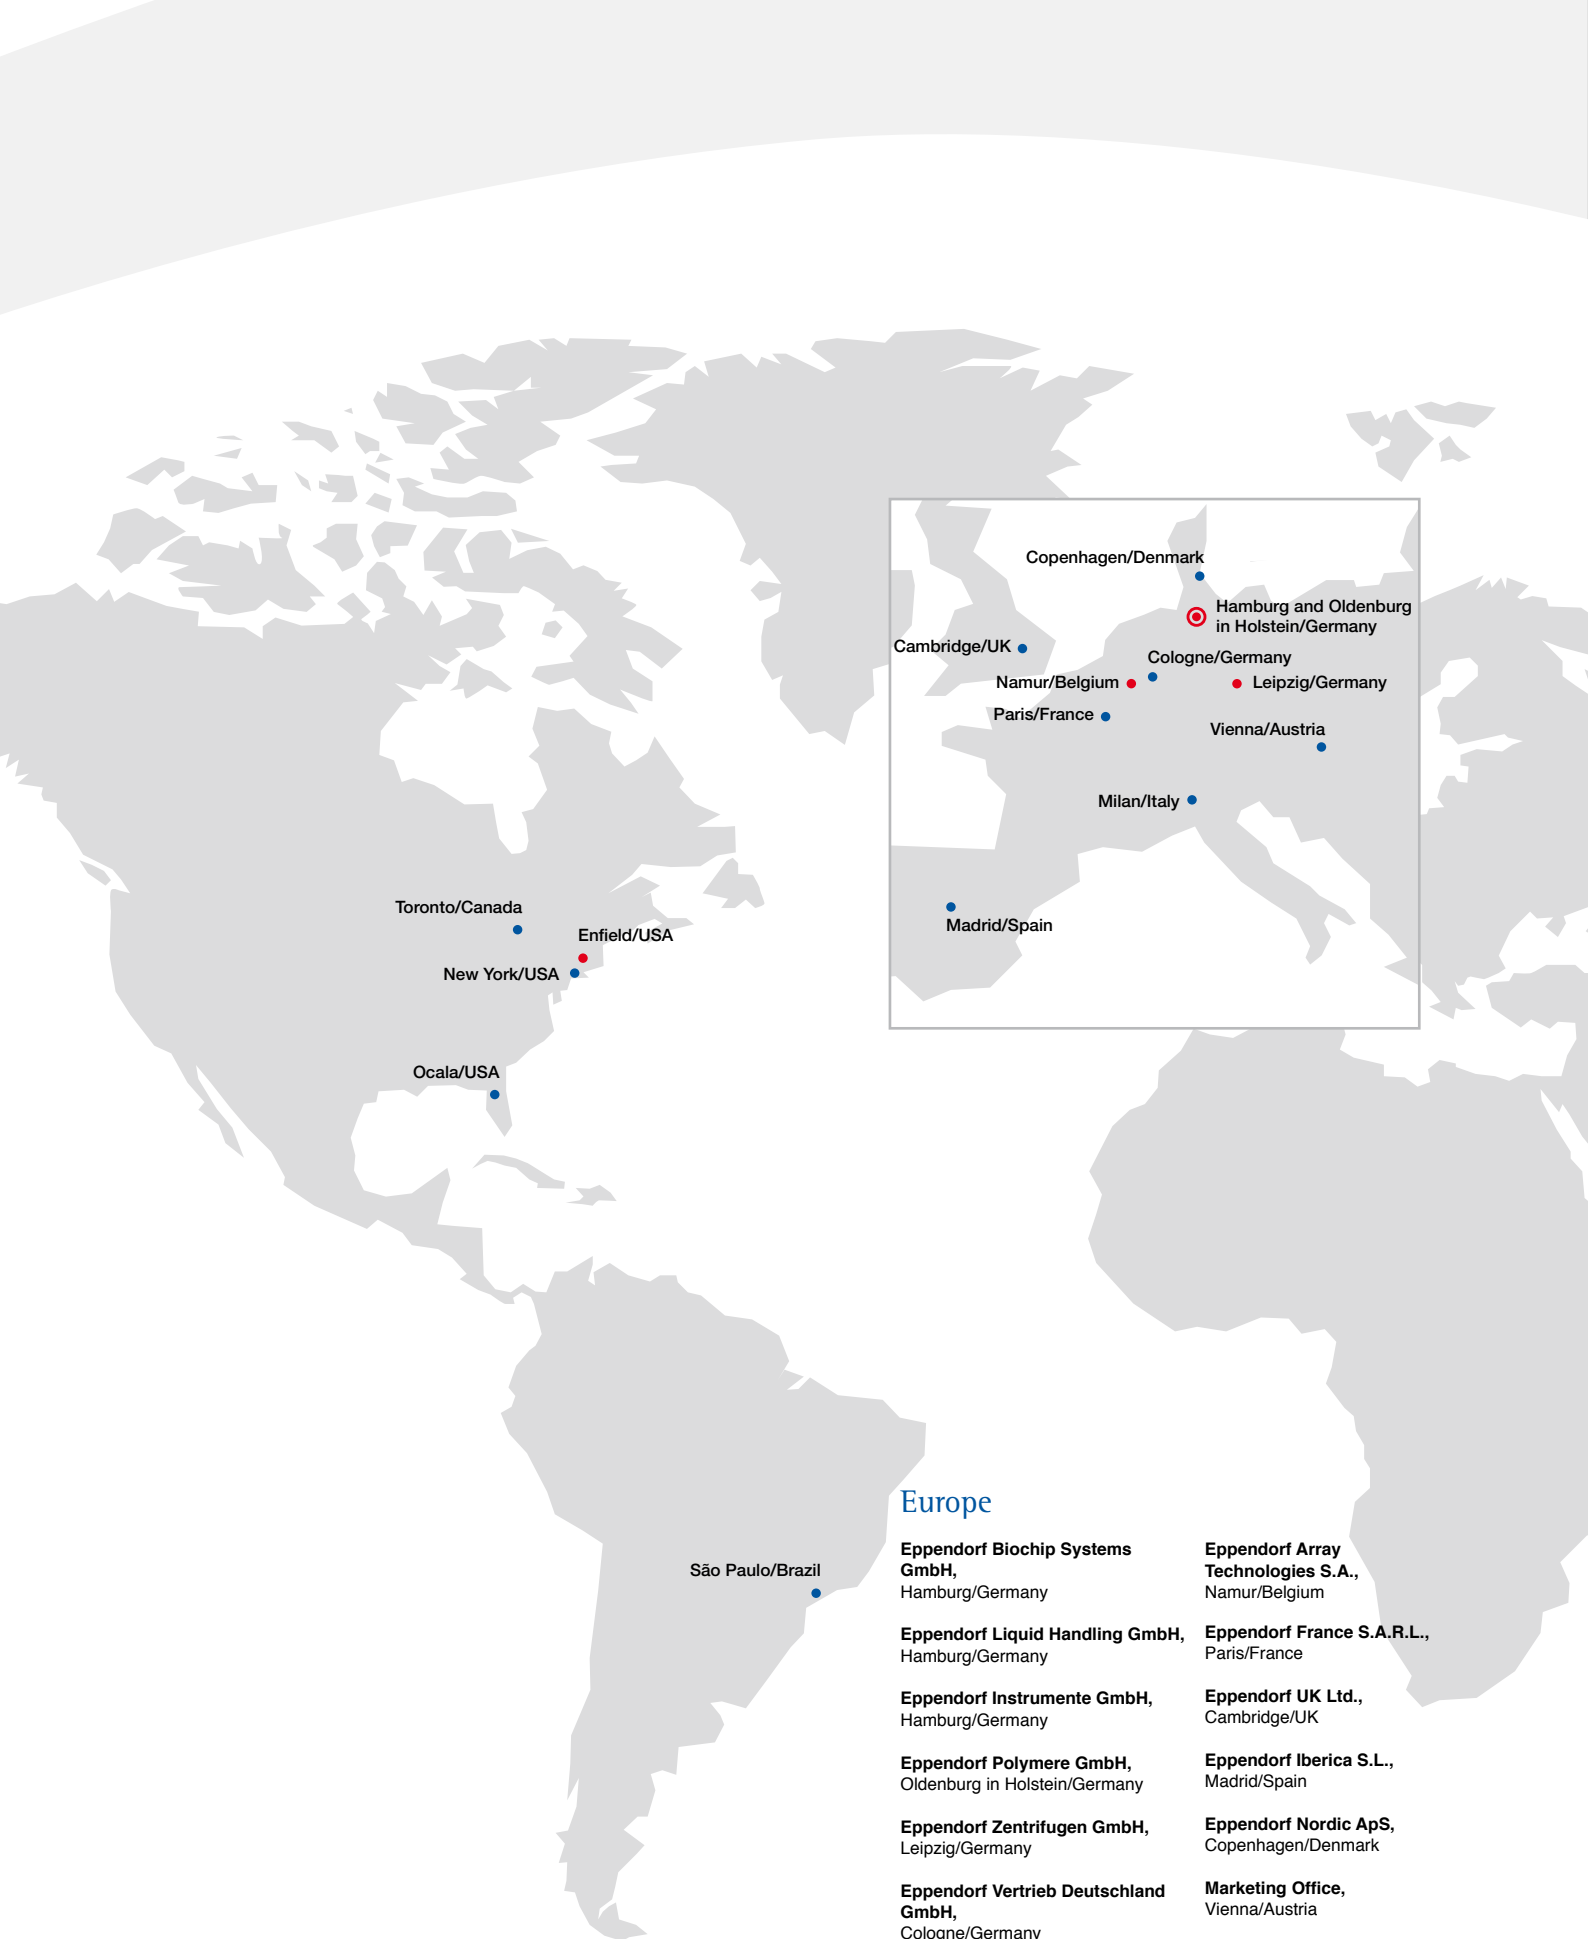 Copenhagen/Denmark
Hamburg and Oldenburg
in Holstein/Germany
Cambridge/UK
Cologne/Germany
Namur/Belgium
Leipzig/Germany
Paris/France
Vienna/Austria
Milan/Italy
Madrid/Spain
Toronto/Canada
Enfield/USA
New York/USA
Ocala/USA
São Paulo/Brazil
Europe
Eppendorf Biochip Systems
GmbH,
Hamburg/Germany
Eppendorf Liquid Handling GmbH,
Hamburg/Germany
Eppendorf Instrumente GmbH,
Hamburg/Germany
Eppendorf Polymere GmbH,
Oldenburg in Holstein/Germany
Eppendorf Zentrifugen GmbH,
Leipzig/Germany
Eppendorf Vertrieb Deutschland
GmbH,
Cologne/Germany
Eppendorf Array
Technologies S.A.,
Namur/Belgium
Eppendorf France S.A.R.L.,
Paris/France
Eppendorf UK Ltd.,
Cambridge/UK
Eppendorf Iberica S.L.,
Madrid/Spain
Eppendorf Nordic ApS,
Copenhagen/Denmark
Marketing Office,
Vienna/Austria